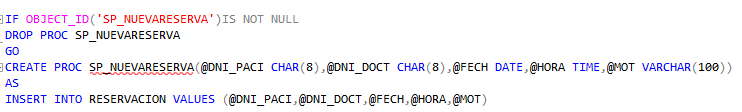 IF OBJECT_ID('SP_NUEVARESERVA')IS NOT NULL
DROP PROC SP_NUEVARESERVA
GO
CREATE PROC SP_NUEVARESERVA(@DNI_PACI CHAR(8),@DNI_DOCT CHAR(8),@FECH DATE,@HORA TIME,@MOT VARCHAR(100))
AS
INSERT INTO RESERVACION VALUES (@DNI_PACI,@DNI_DOCT,@FECH,@HORA,@MOT)